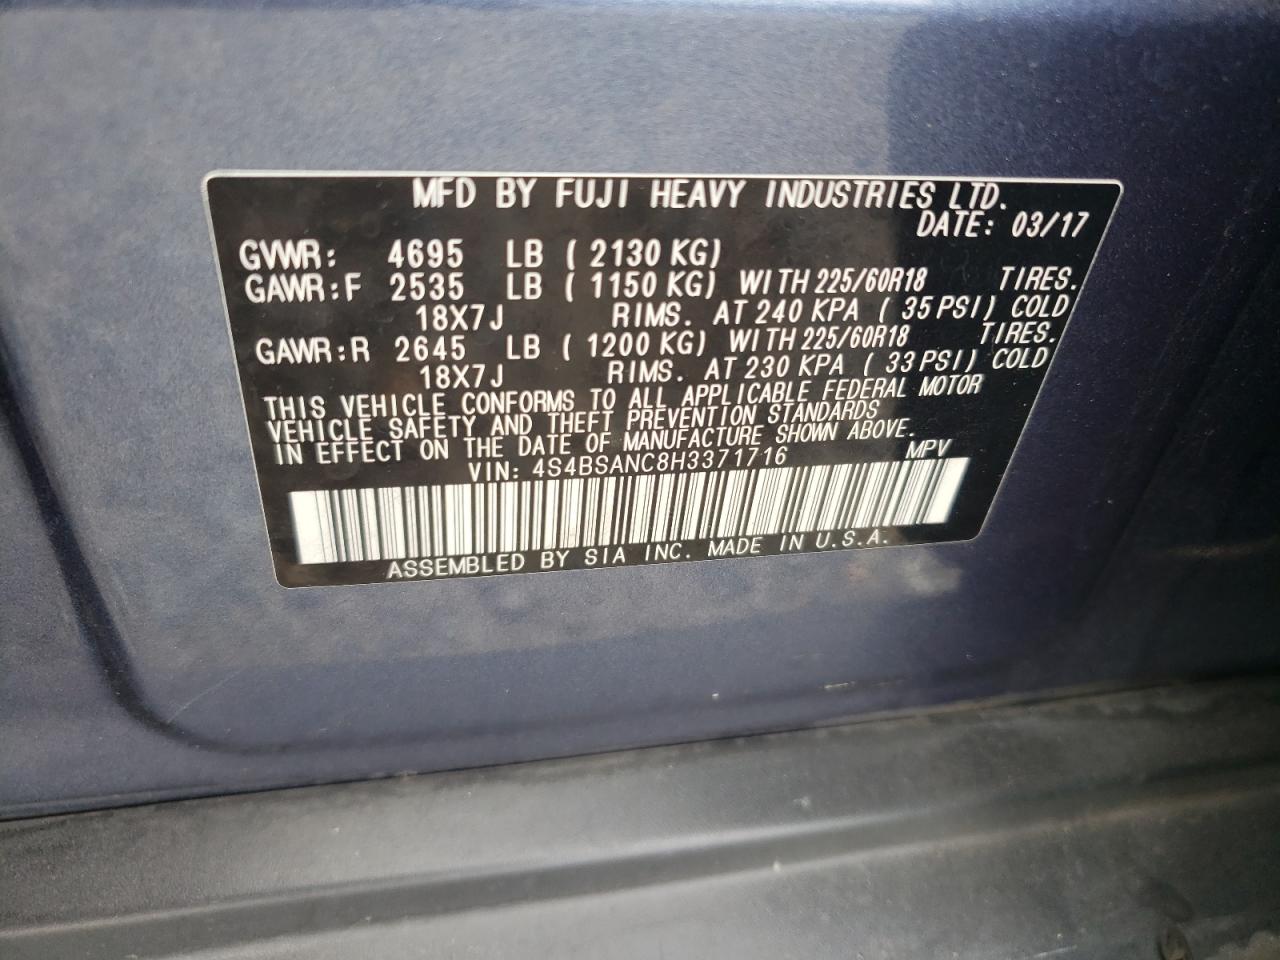 MFD BY FUJI HEAVY INDUSTRIES LTD.
DATE: 03/17
GVWR: 4695 LB ( 2130 KG)
GAWR:F 2535 LB ( 1150 KG) WITH 225/60R18 TIRES.
18X7J RIMS. AT 240 KPA ( 35 PSI) COLD
GAWR:R 2645 LB ( 1200 KG) WITH 225/60R18 TIRES.
18X7J RIMS. AT 230 KPA ( 33 PSI) COLD
THIS VEHICLE CONFORMS TO ALL APPLICABLE FEDERAL MOTOR
VEHICLE SAFETY AND THEFT PREVENTION STANDARDS
IN EFFECT ON THE DATE OF MANUFACTURE SHOWN ABOVE.
VIN: 4S4BSANC8H3371716 MPV
ASSEMBLED BY SIA INC. MADE IN U.S.A.